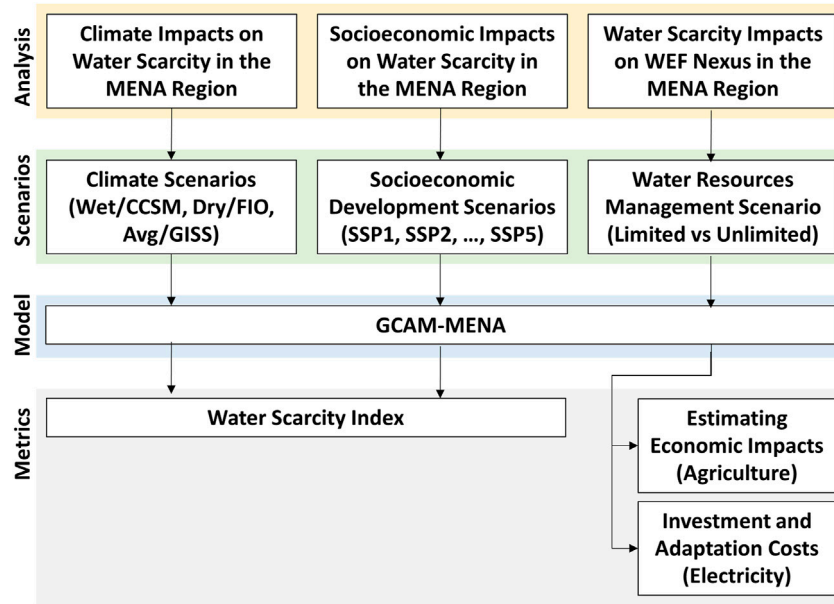 Analysis
Climate Impacts on
Water Scarcity in the
MENA Region
Socioeconomic Impacts
on Water Scarcity in
the MENA Region
Water Scarcity Impacts
on WEF Nexus in the
MENA Region
Scenarios
Climate Scenarios
(Wet/CCSM, Dry/FIO,
Avg/GISS)
Socioeconomic
Development Scenarios
(SSP1, SSP2, ..., SSP5)
Water Resources
Management Scenario
(Limited vs Unlimited)
Model
GCAM-MENA
Metrics
Water Scarcity Index
Estimating
Economic Impacts
(Agriculture)
Investment and
Adaptation Costs
(Electricity)